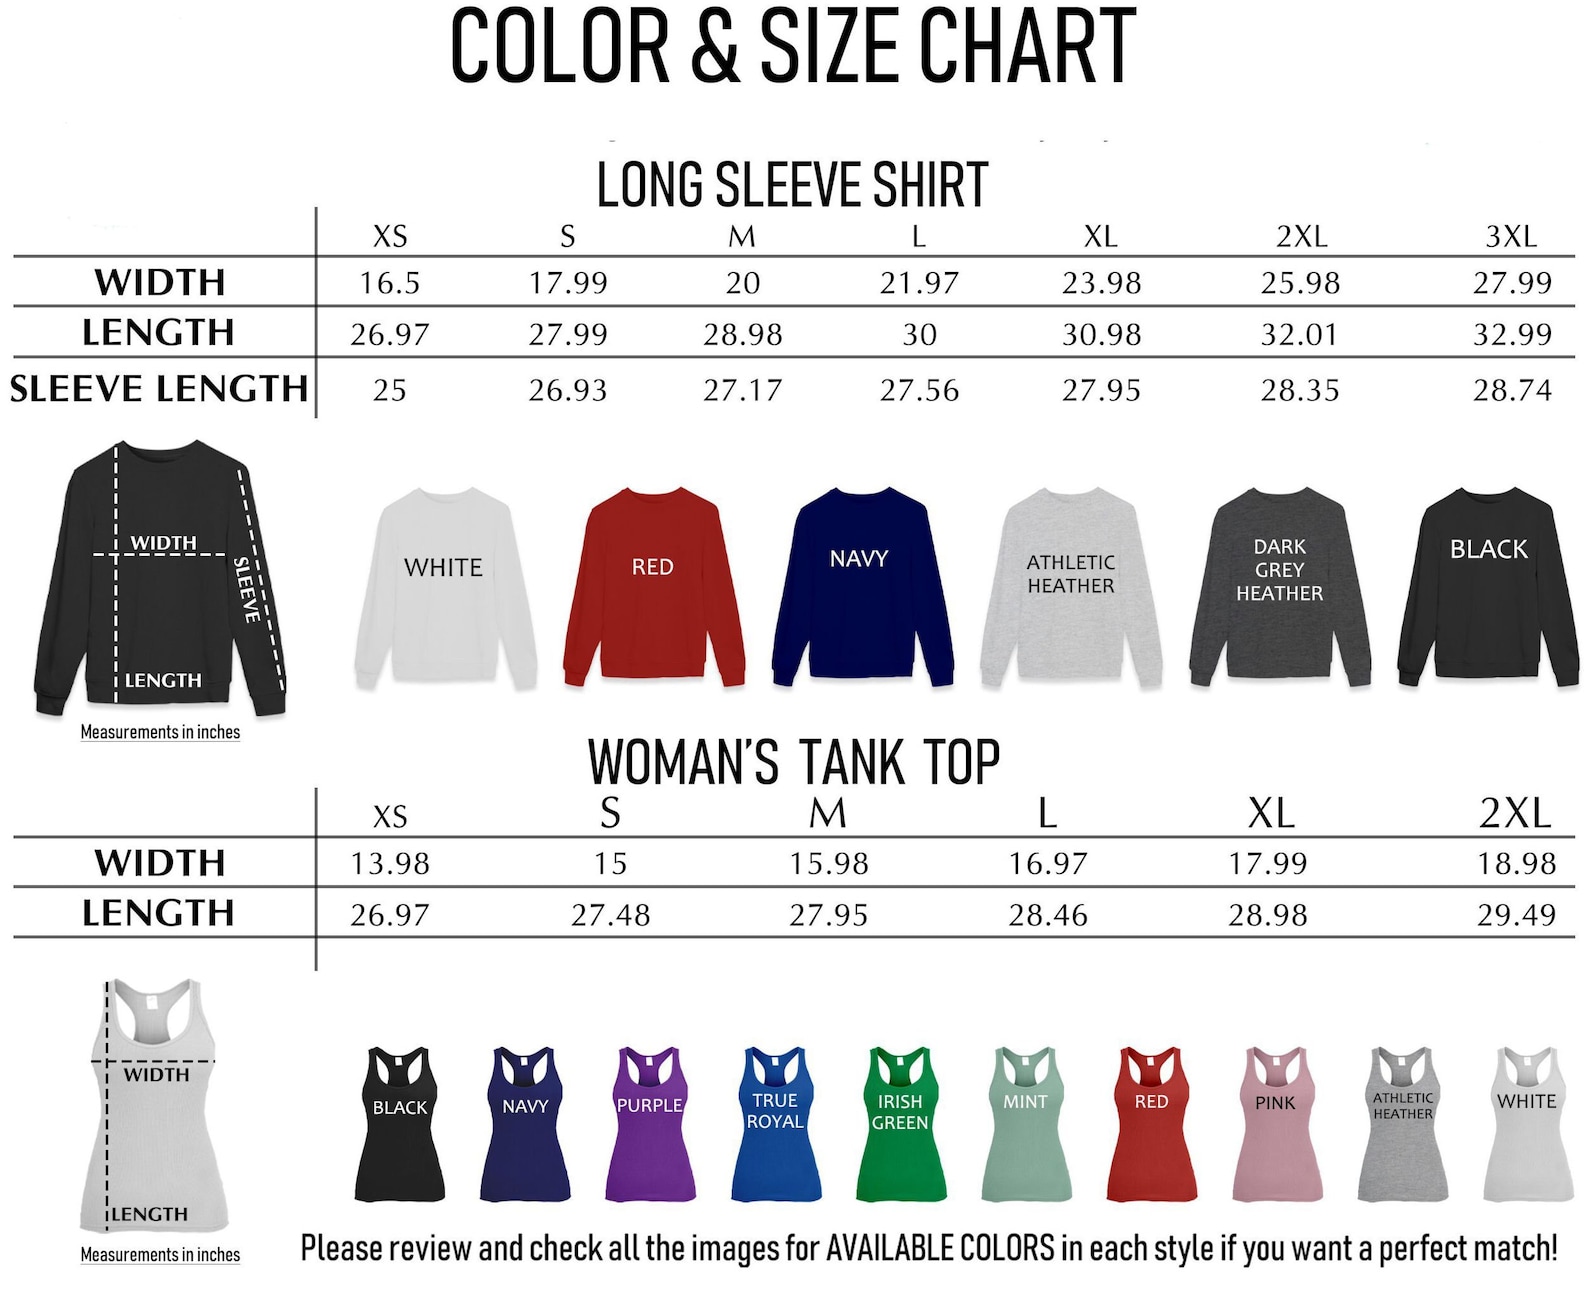 COLOR & SIZE CHART
LONG SLEEVE SHIRT
XS S M L XL 2XL 3XL
WIDTH 16.5 17.99 20 21.97 23.98 25.98 27.99
LENGTH 26.97 27.99 28.98 30 30.98 32.01 32.99
SLEEVE LENGTH 25 26.93 27.17 27.56 27.95 28.35 28.74
WIDTH
SLEEVE
LENGTH
Measurements in inches
WHITE
RED
NAVY
ATHLETIC
HEATHER
DARK
GREY
HEATHER
BLACK
WOMAN'S TANK TOP
XS S M L XL 2XL
WIDTH 13.98 15 15.98 16.97 17.99 18.98
LENGTH 26.97 27.48 27.95 28.46 28.98 29.49
WIDTH
LENGTH
Measurements in inches
BLACK
NAVY
PURPLE
TRUE
ROYAL
IRISH
GREEN
MINT
RED
PINK
ATHLETIC
HEATHER
WHITE
Please review and check all the images for AVAILABLE COLORS in each style if you want a perfect match!